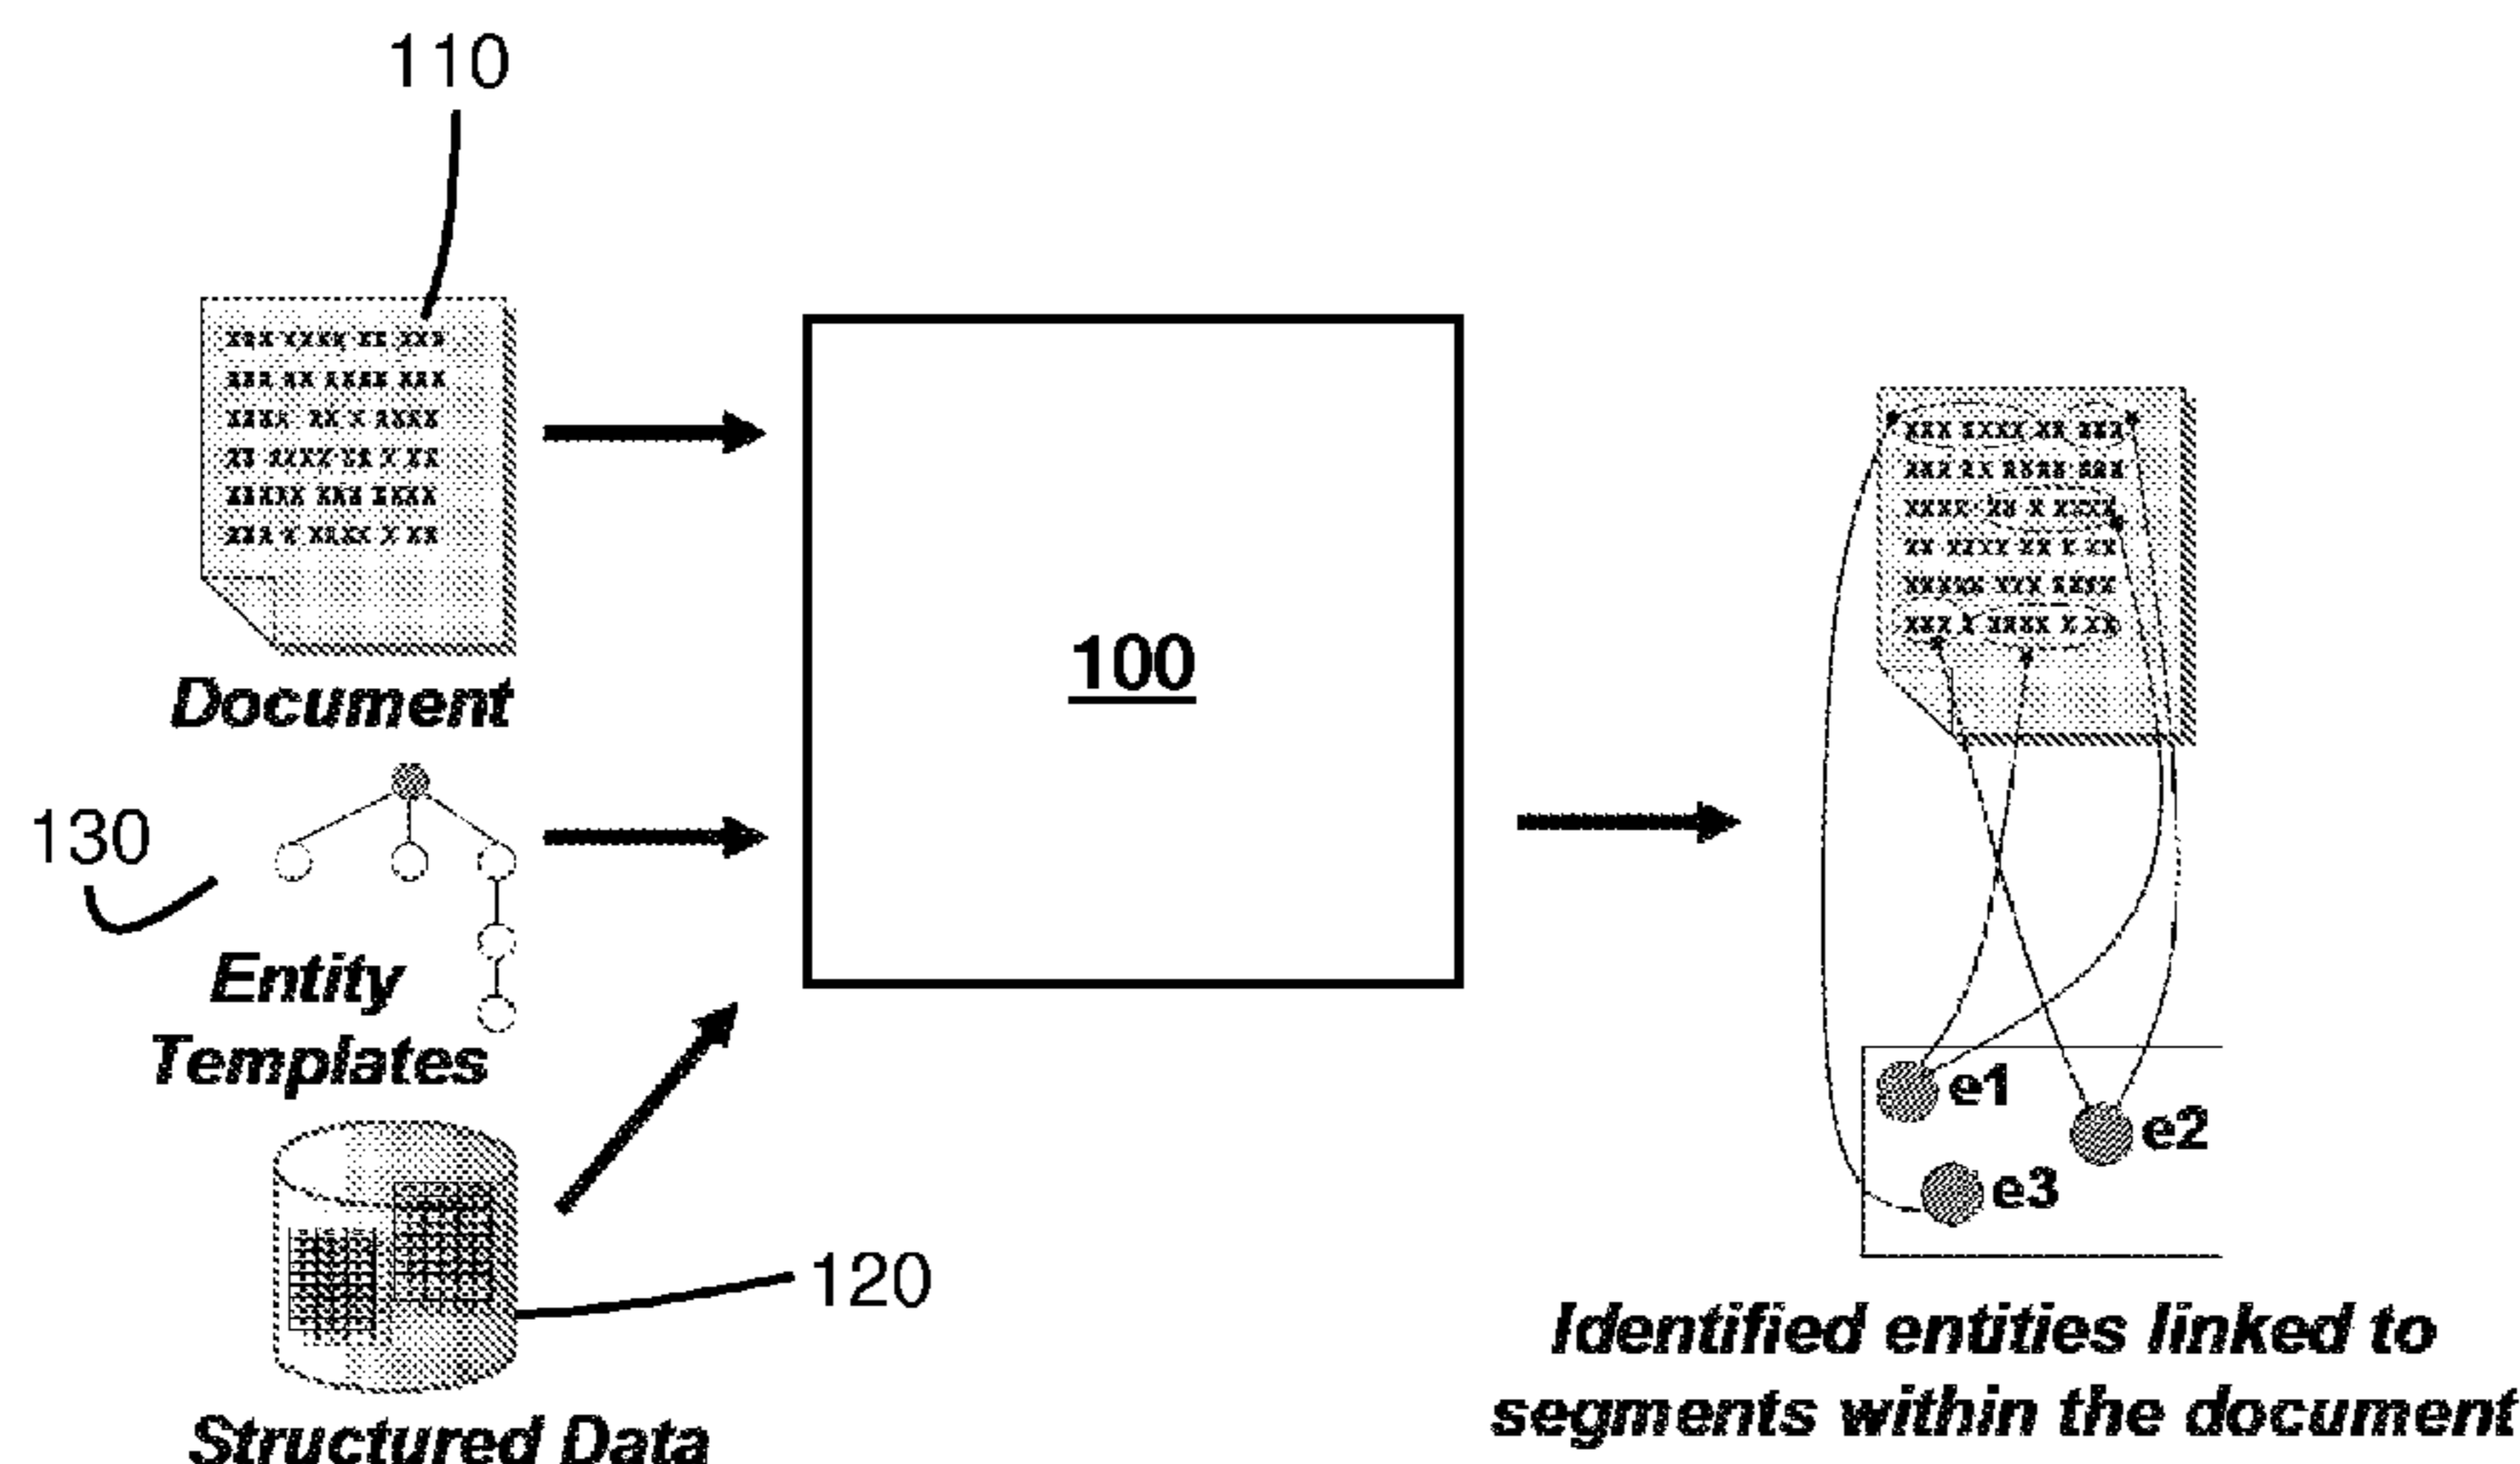 110
Document
100
130
Entity
Templates
e1
e2
e3
120
Structured Data
Identified entities linked to
segments within the document